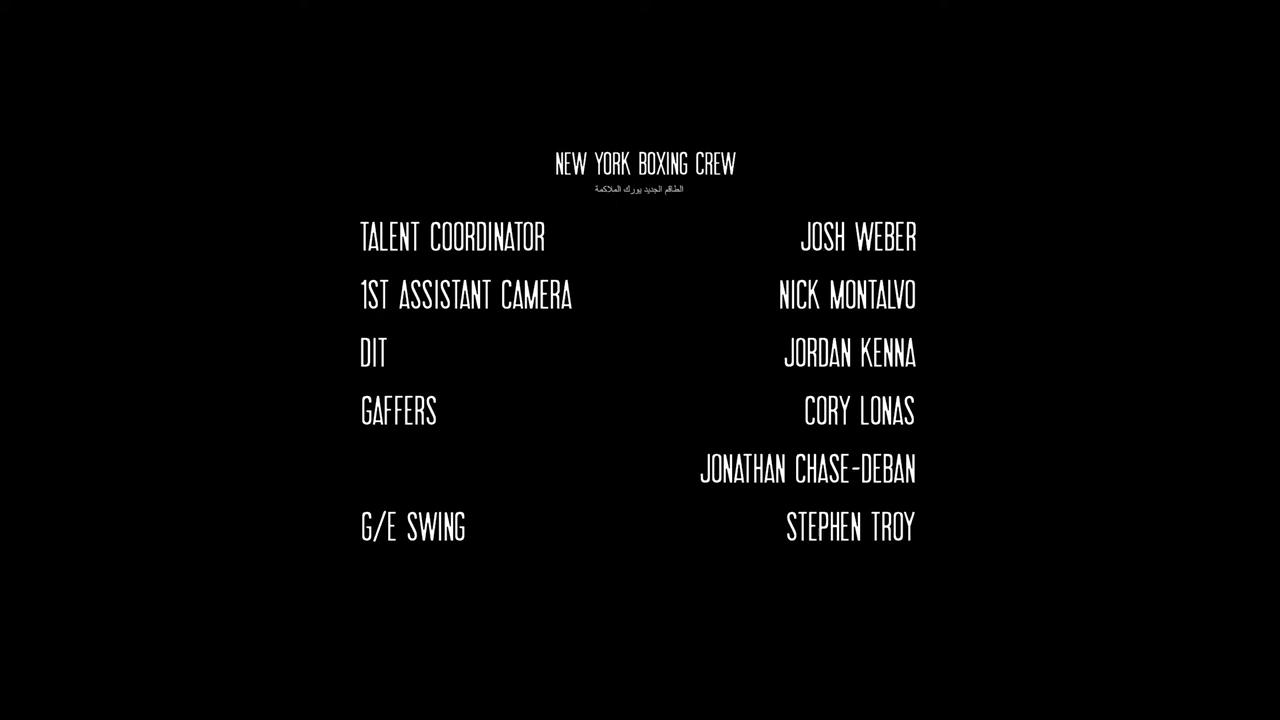 NEW YORK BOXING CREW
الطاقم الجديد يورك الملاكمة
TALENT COORDINATOR JOSH WEBER
1ST ASSISTANT CAMERA NICK MONTALVO
DIT JORDAN KENNA
GAFFERS CORY LONAS
JONATHAN CHASE-DEBAN
G/E SWING STEPHEN TROY